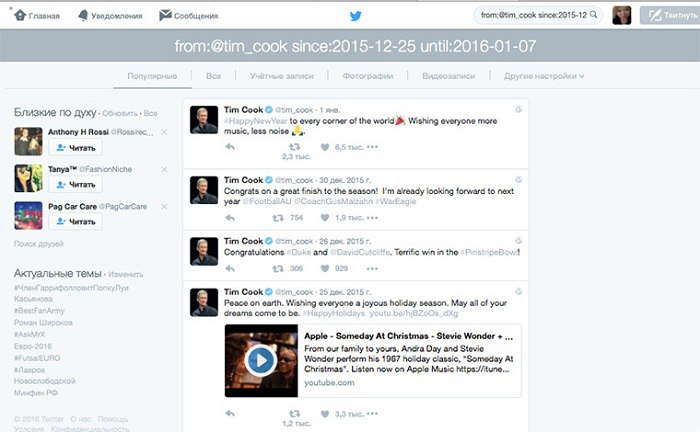 Главная
Уведомления
Сообщения
from:@tim_cook since:2015-12
Твитнуть
from:@tim_cook since:2015-12-25 until:2016-01-07
Популярные
Все
Учётные записи
Фотографии
Видеозаписи
Другие настройки
Близкие по духу · Обновить · Все
Anthony H Rossi @Rossirec...
Читать
Tanya™ @FashionNiche
Читать
Pag Car Care @PagCarCare
Читать
Поиск друзей
Актуальные темы · Изменить
#ЧленГаррифолловитПопкуЛуи
Касьянова
#BestFanArmy
Роман Широков
#AskMrX
Евро-2016
#FutsalEURO
#Лавров
Новослободской
Минфин РФ
© 2016 Twitter О нас Помощь
Условия Конфиденциальность
Tim Cook @tim_cook · 1 янв.
#HappyNewYear to every corner of the world🎉 Wishing everyone more
music, less noise 🙏.
2,3 тыс.
6,5 тыс.
Tim Cook @tim_cook · 30 дек. 2015 г.
Congrats on a great finish to the season! I'm already looking forward to next
year @FootballAU @CoachGusMalzahn #WarEagle
754
1,9 тыс.
Tim Cook @tim_cook · 26 дек. 2015 г.
Congratulations #Duke and @DavidCutcliffe. Terrific win in the #PinstripeBowl!
306
929
Tim Cook @tim_cook · 25 дек. 2015 г.
Peace on earth. Wishing everyone a joyous holiday season. May all of your
dreams come to be. #HappyHolidays youtu.be/hjBZoOs_dXg
Apple - Someday At Christmas - Stevie Wonder + ...
From our family to yours, Andra Day and Stevie
Wonder perform his 1967 holiday classic, "Someday At
Christmas". Listen now on Apple Music https://itune...
youtube.com
1,2 тыс.
3,3 тыс.